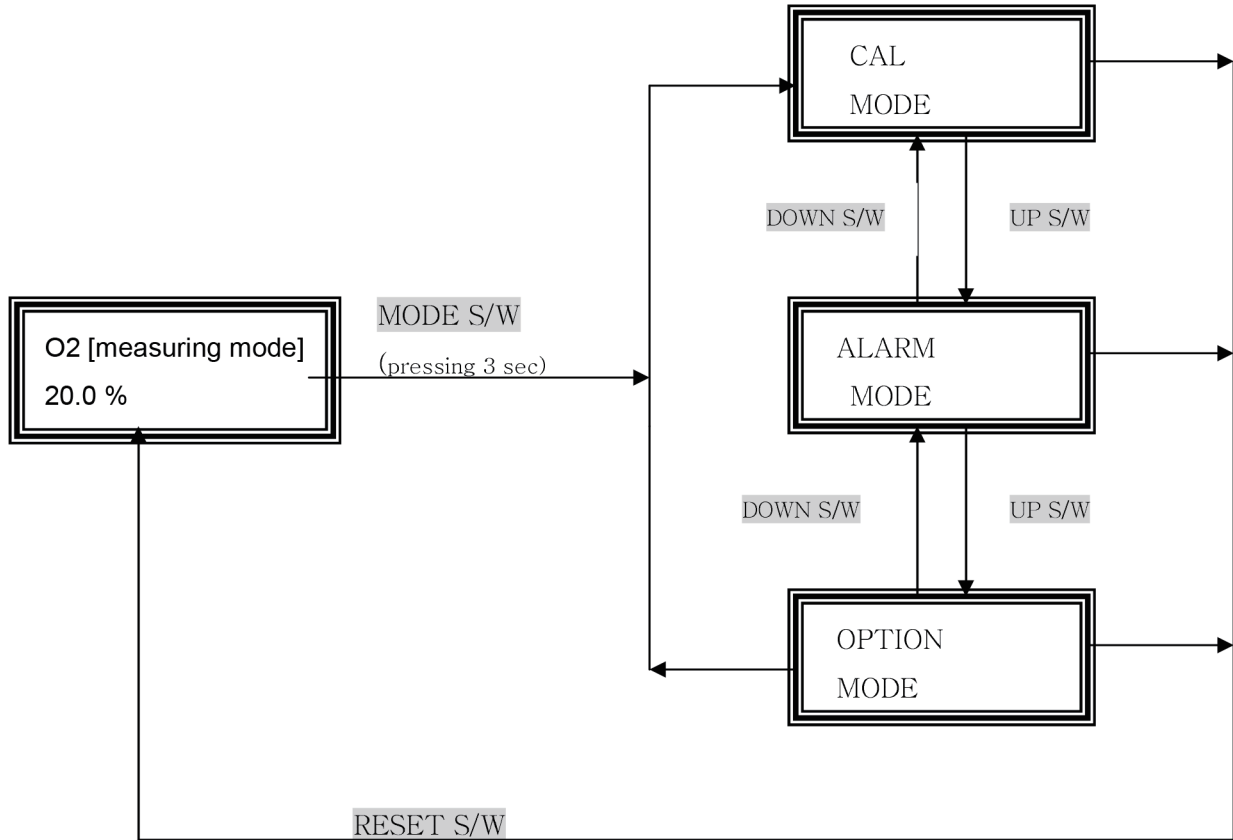 CAL
MODE
DOWN S/W
UP S/W
O2 [measuring mode]
20.0 %
MODE S/W
(pressing 3 sec)
ALARM
MODE
DOWN S/W
UP S/W
OPTION
MODE
RESET S/W